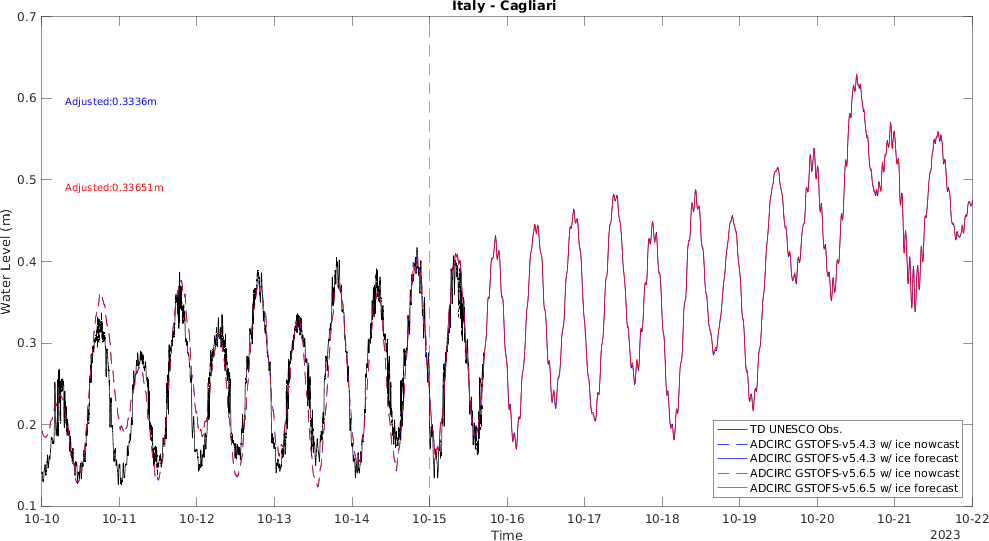 Italy - Cagliari
0.7
0.6
0.5
0.4
0.3
0.2
0.1
Water Level (m)
Adjusted:0.3336m
Adjusted:0.33651m
TD UNESCO Obs.
ADCIRC GSTOFS-v5.4.3 w/ ice nowcast
ADCIRC GSTOFS-v5.4.3 w/ ice forecast
ADCIRC GSTOFS-v5.6.5 w/ ice nowcast
ADCIRC GSTOFS-v5.6.5 w/ ice forecast
10-10 10-11 10-12 10-13 10-14 10-15 10-16 10-17 10-18 10-19 10-20 10-21 10-22
Time
2023